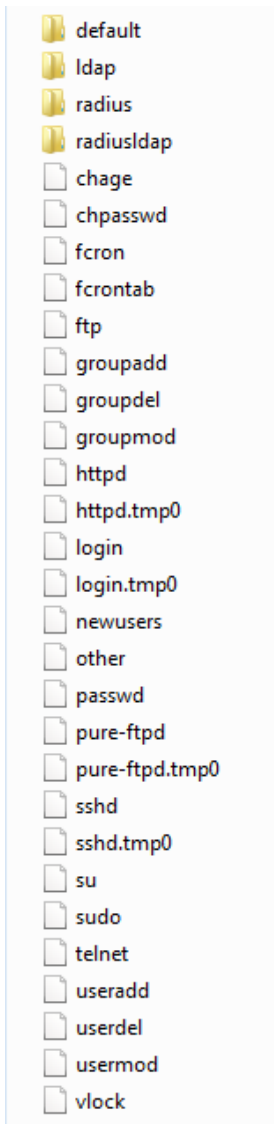 default
ldap
radius
radiusldap
chage
chpasswd
fcron
fcrontab
ftp
groupadd
groupdel
groupmod
httpd
httpd.tmp0
login
login.tmp0
newusers
other
passwd
pure-ftpd
pure-ftpd.tmp0
sshd
sshd.tmp0
su
sudo
telnet
useradd
userdel
usermod
vlock